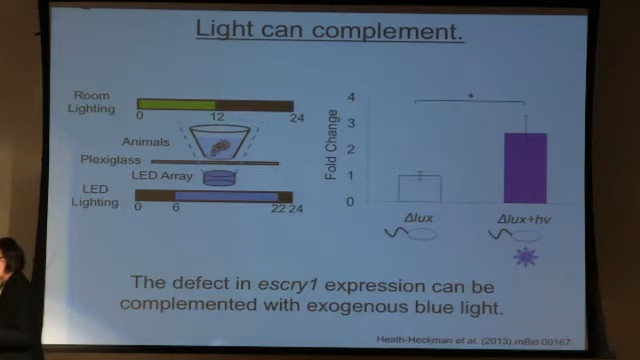 Light can complement.
Room
Lighting
0 12 24
Animals
Plexiglass
LED Array
LED
Lighting
0 6 22 24
Fold Change
4
3
2
1
0
*
Δlux
Δlux+hv
The defect in escry1 expression can be
complemented with exogenous blue light.
Heath-Heckman et al. (2013) mBio 00167